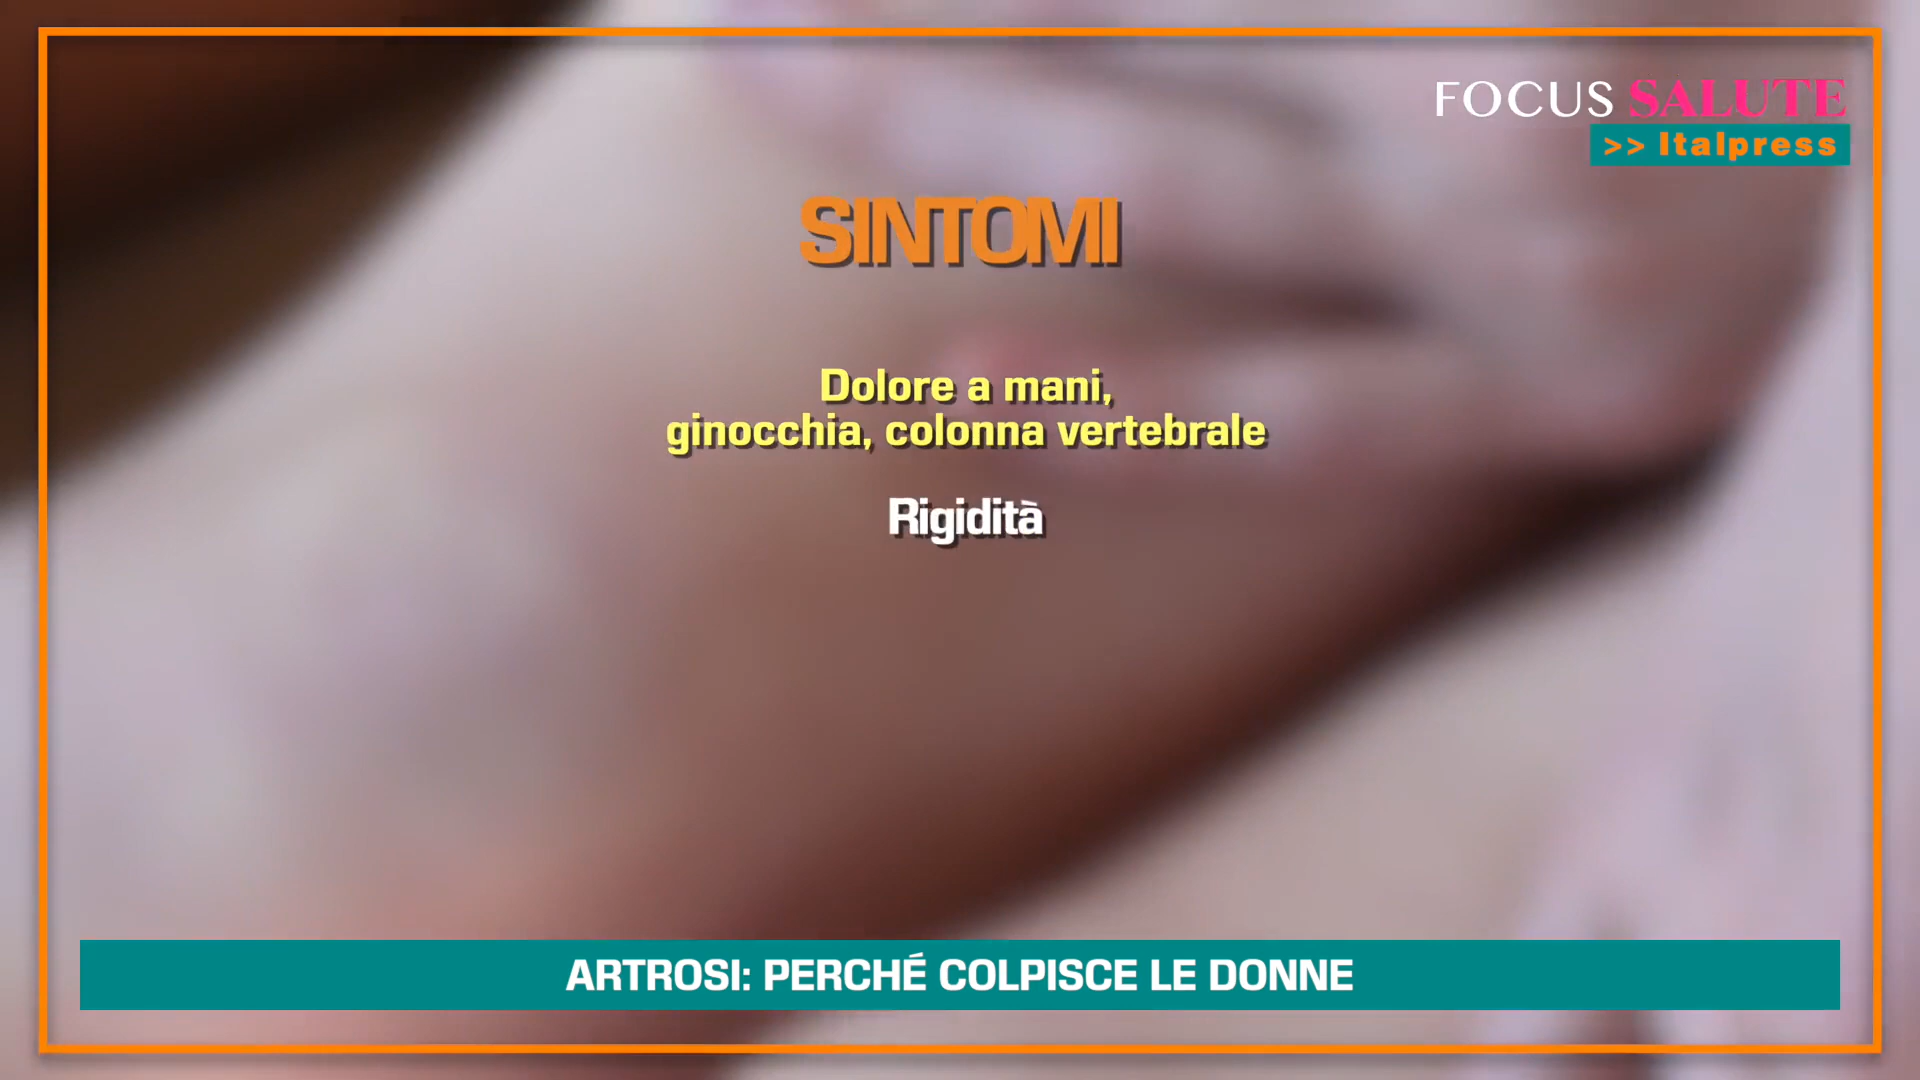 FOCUS SALUTE
>> Italpress
SINTOMI
Dolore a mani,
ginocchia, colonna vertebrale
Rigidità
ARTROSI: PERCHÉ COLPISCE LE DONNE